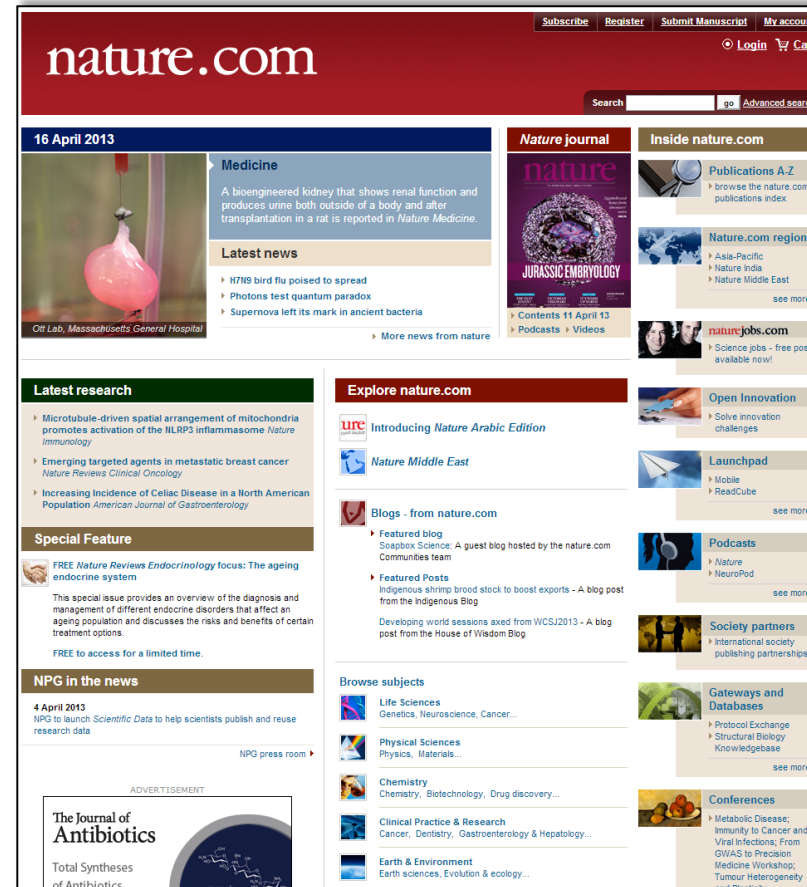 Subscribe Register Submit Manuscript My accou
Login Ca
nature.com
Search go Advanced sear
16 April 2013
Medicine
A bioengineered kidney that shows renal function and
produces urine both outside of a body and after
transplantation in a rat is reported in Nature Medicine.
Latest news
H7N9 bird flu poised to spread
Photons test quantum paradox
Supernova left its mark in ancient bacteria
More news from nature
Ott Lab, Massachusetts General Hospital
Nature journal
nature
JURASSIC EMBRYOLOGY
Contents 11 April 13
Podcasts Videos
Inside nature.com
Publications A-Z
browse the nature.com
publications index
Nature.com region
Asia-Pacific
Nature India
Nature Middle East
see more
naturejobs.com
Science jobs - free pos
available now!
Open Innovation
Solve innovation
challenges
Launchpad
Mobile
ReadCube
see more
Podcasts
Nature
NeuroPod
see more
Society partners
International society
publishing partnerships
Gateways and
Databases
Protocol Exchange
Structural Biology
Knowledgebase
see more
Conferences
Metabolic Disease;
Immunity to Cancer and
Viral Infections; From
GWAS to Precision
Medicine Workshop;
Tumour Heterogeneity
Latest research
Microtubule-driven spatial arrangement of mitochondria
promotes activation of the NLRP3 inflammasome Nature
Immunology
Emerging targeted agents in metastatic breast cancer
Nature Reviews Clinical Oncology
Increasing Incidence of Celiac Disease in a North American
Population American Journal of Gastroenterology
Special Feature
FREE Nature Reviews Endocrinology focus: The ageing
endocrine system
This special issue provides an overview of the diagnosis and
management of different endocrine disorders that affect an
ageing population and discusses the risks and benefits of certain
treatment options.
FREE to access for a limited time.
NPG in the news
4 April 2013
NPG to launch Scientific Data to help scientists publish and reuse
research data
NPG press room
ADVERTISEMENT
The Journal of
Antibiotics
Total Syntheses
of Antibiotics
Explore nature.com
ure
Introducing Nature Arabic Edition
Nature Middle East
Blogs - from nature.com
Featured blog
Soapbox Science: A guest blog hosted by the nature.com
Communities team
Featured Posts
Indigenous shrimp brood stock to boost exports - A blog post
from the Indigenous Blog
Developing world sessions axed from WCSJ2013 - A blog
post from the House of Wisdom Blog
Browse subjects
Life Sciences
Genetics, Neuroscience, Cancer...
Physical Sciences
Physics, Materials...
Chemistry
Chemistry, Biotechnology, Drug discovery...
Clinical Practice & Research
Cancer, Dentistry, Gastroenterology & Hepatology...
Earth & Environment
Earth sciences, Evolution & ecology...